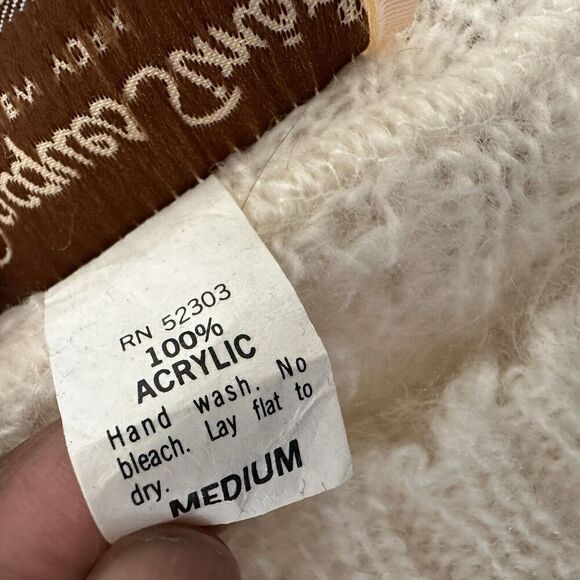 RN 52303
100%
ACRYLIC
Hand wash. No
bleach. Lay flat to
dry.
MEDIUM